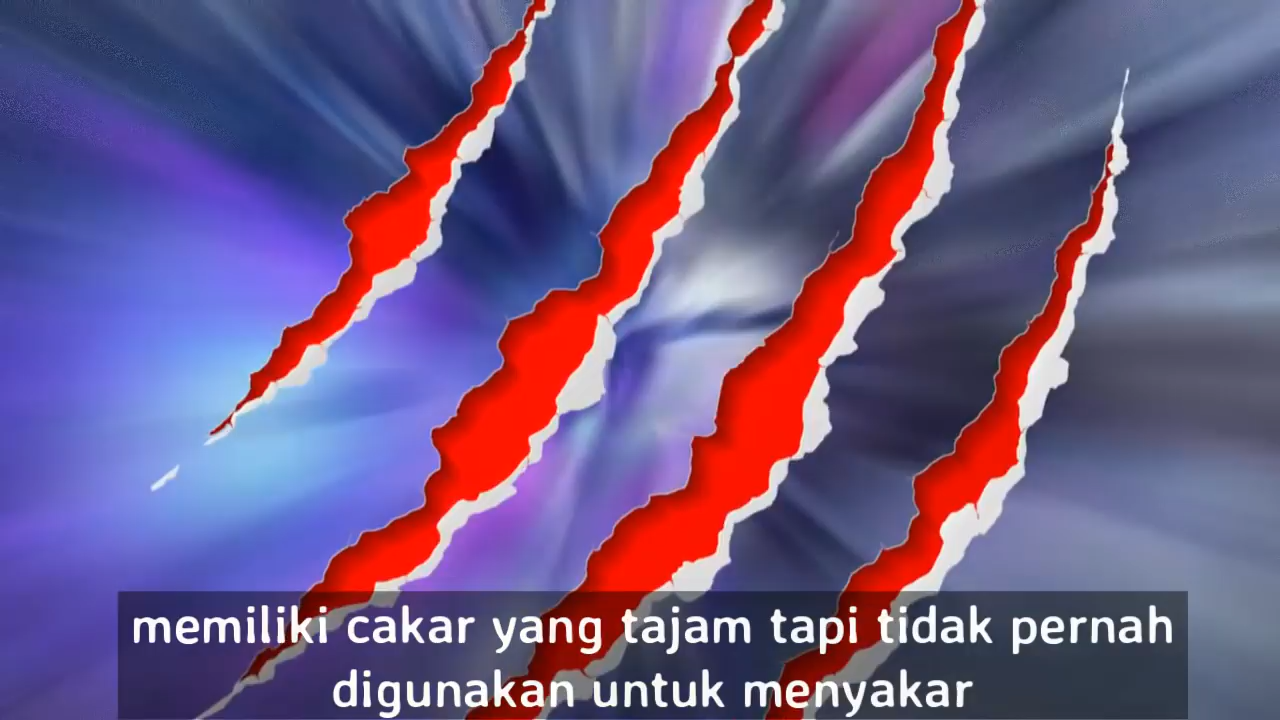 memiliki cakar yang tajam tapi tidak pernah
digunakan untuk menyakar